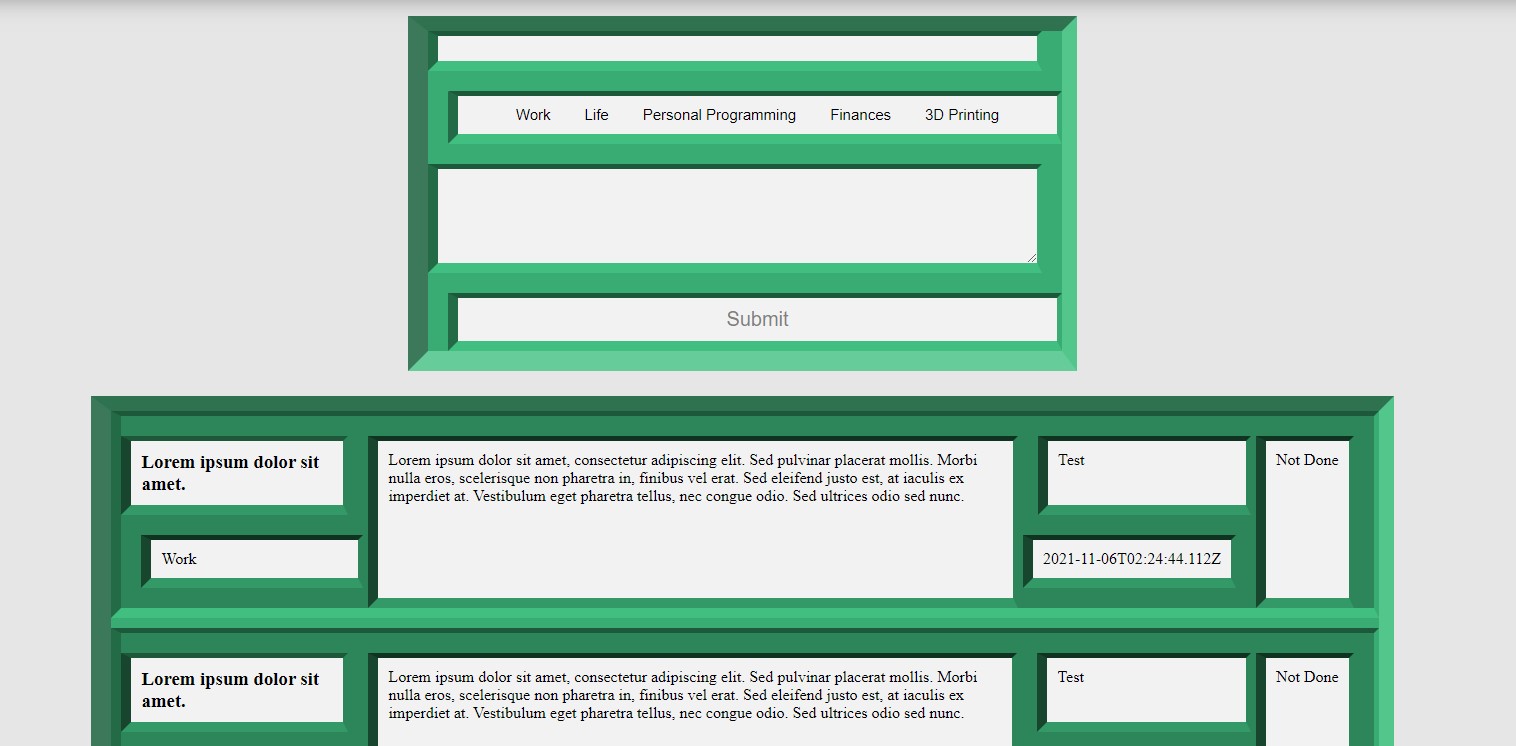 Work Life Personal Programming Finances 3D Printing
Submit
Lorem ipsum dolor sit
amet.
Work
Lorem ipsum dolor sit amet, consectetur adipiscing elit. Sed pulvinar placerat mollis. Morbi
nulla eros, scelerisque non pharetra in, finibus vel erat. Sed eleifend justo est, at iaculis ex
imperdiet at. Vestibulum eget pharetra tellus, nec congue odio. Sed ultrices odio sed nunc.
Test
2021-11-06T02:24:44.112Z
Not Done
Lorem ipsum dolor sit
amet.
Lorem ipsum dolor sit amet, consectetur adipiscing elit. Sed pulvinar placerat mollis. Morbi
nulla eros, scelerisque non pharetra in, finibus vel erat. Sed eleifend justo est, at iaculis ex
imperdiet at. Vestibulum eget pharetra tellus, nec congue odio. Sed ultrices odio sed nunc.
Test
Not Done